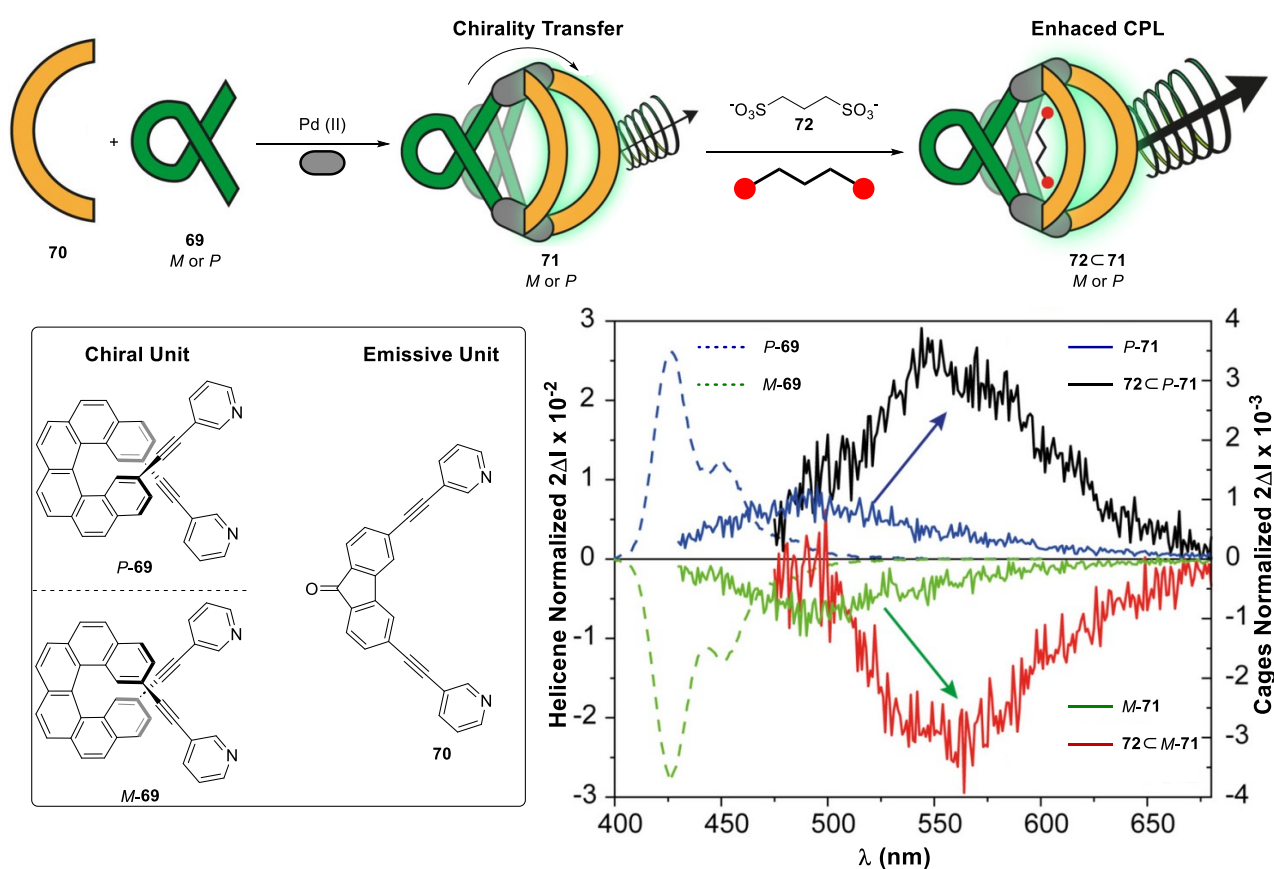 Chirality Transfer
Enhaced CPL
-O3S
SO3-
72
Pd (II)
+
70
69
M or P
71
M or P
72⊂71
M or P
Chiral Unit
Emissive Unit
N
N
P-69
N
N
M-69
N
O
N
70
Helicene Normalized 2ΔI x 10-2
3
2
1
0
-1
-2
-3
P-69
M-69
P-71
72⊂P-71
M-71
72⊂M-71
4
3
2
1
0
-1
-2
-3
-4
Cages Normalized 2ΔI x 10-3
400
450
500
550
600
650
λ (nm)